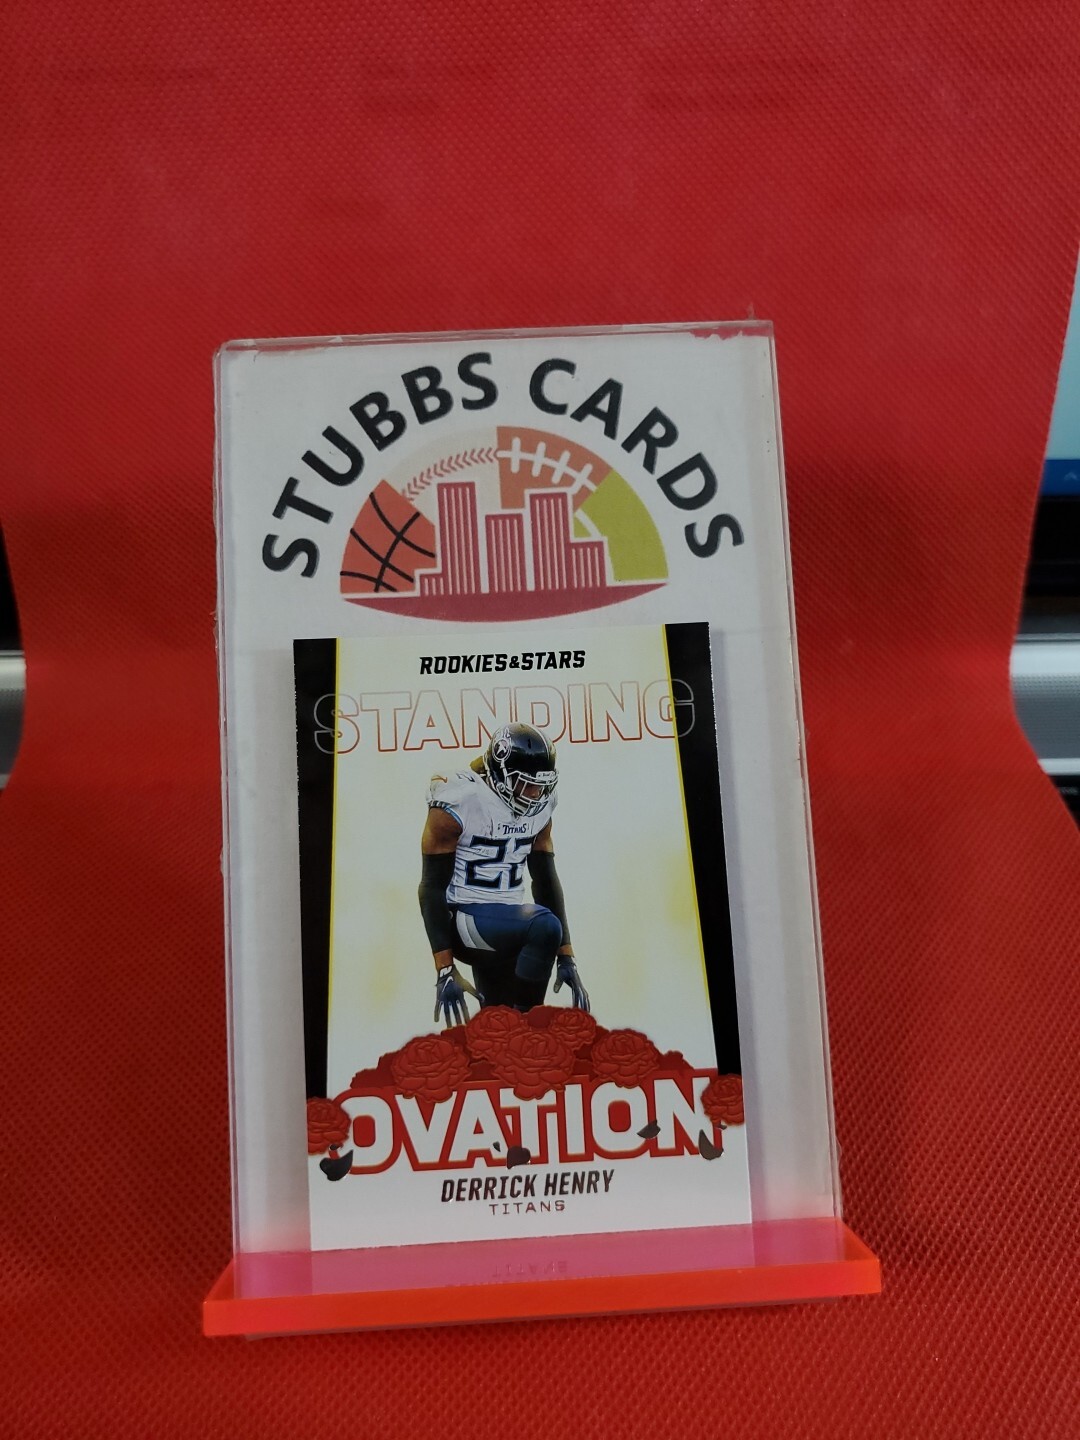 STUBBS CARDS
ROOKIES&STARS
STANDING
TITANS
22
OVATION
DERRICK HENRY
TITANS